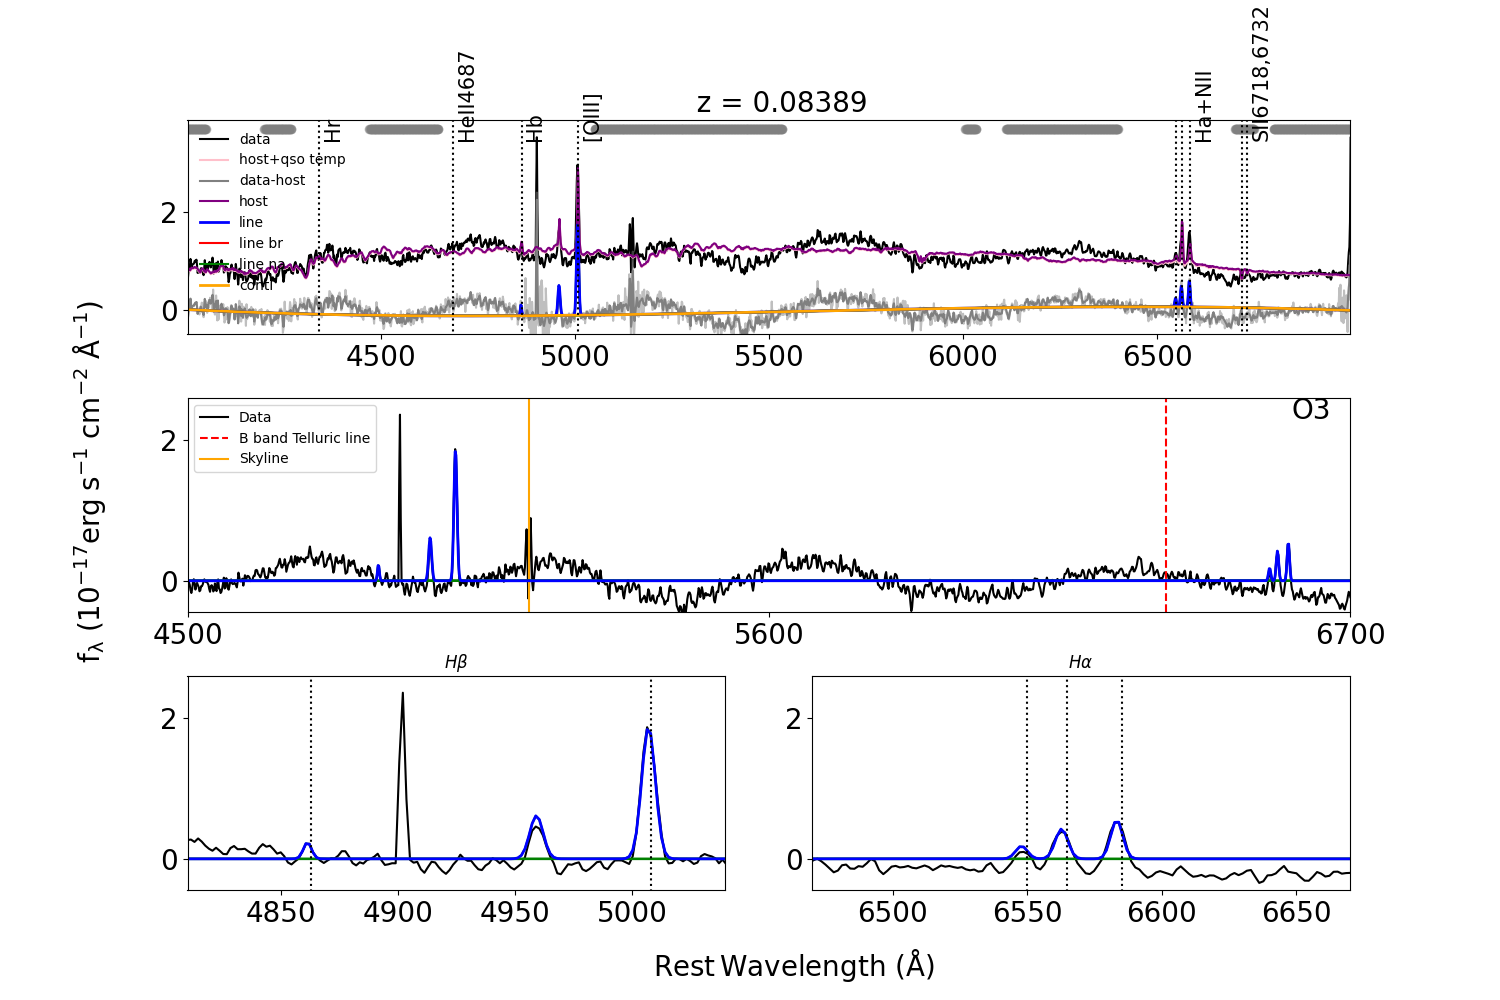 z = 0.08389
Hr
HeII4687
Hb
[OIII]
Ha+NII
SII6718,6732
data
host+qso temp
data-host
host
line
line br
line na
conti
2
0
4500 5000 5500 6000 6500
O3
Data
B band Telluric line
Skyline
2
0
4500 5600 6700
fλ (10−17erg s−1 cm−2 Å−1)
Hβ
2
0
4850 4900 4950 5000
Hα
2
0
6500 6550 6600 6650
Rest Wavelength (Å)